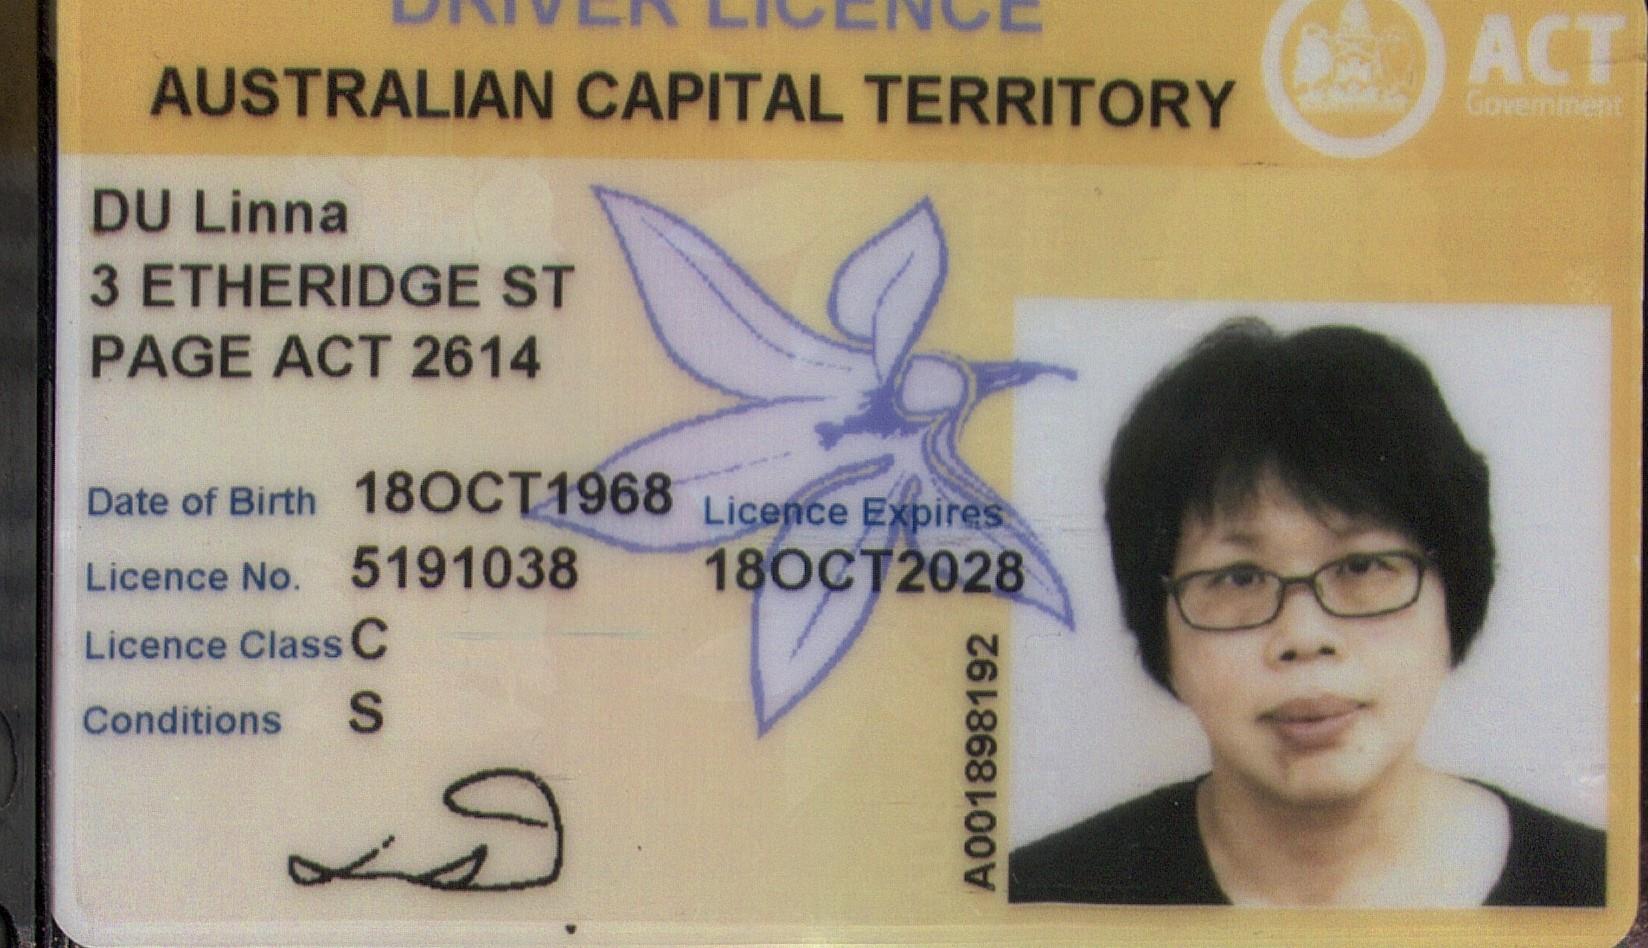 DRIVER LICENCE
AUSTRALIAN CAPITAL TERRITORY
ACT
Government
DU Linna
3 ETHERIDGE ST
PAGE ACT 2614
Date of Birth 18OCT1968
Licence Expires
Licence No. 5191038
18OCT2028
Licence Class C
Conditions S
A001898192